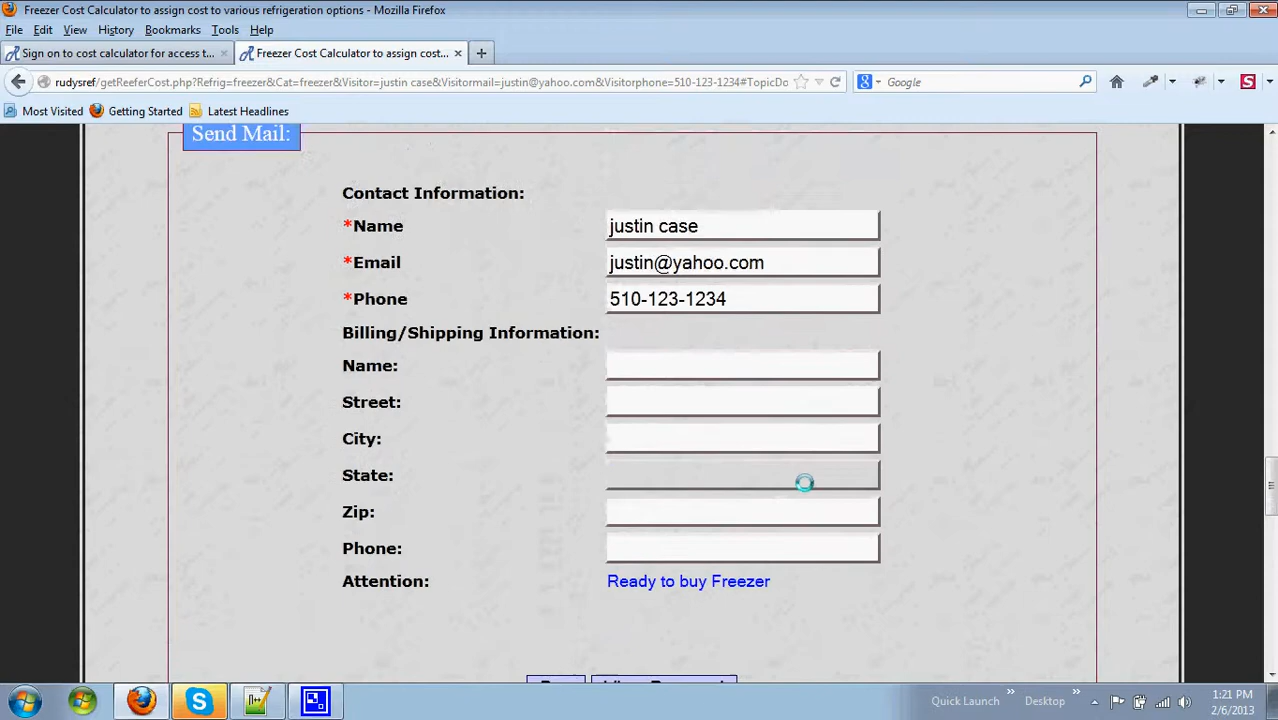 Freezer Cost Calculator to assign cost to various refrigeration options - Mozilla Firefox
File Edit View History Bookmarks Tools Help
Sign on to cost calculator for access t... × Freezer Cost Calculator to assign cost... × +
rudysref/getReeferCost.php?Refrig=freezer&Cat=freezer&Visitor=justin case&Visitormail=justin@yahoo.com&Visitorphone=510-123-1234#TopicDo Google
Most Visited Getting Started Latest Headlines
Send Mail:
Contact Information:
*Name justin case
*Email justin@yahoo.com
*Phone 510-123-1234
Billing/Shipping Information:
Name:
Street:
City:
State:
Zip:
Phone:
Attention: Ready to buy Freezer
Quick Launch » Desktop » 1:21 PM
2/6/2013